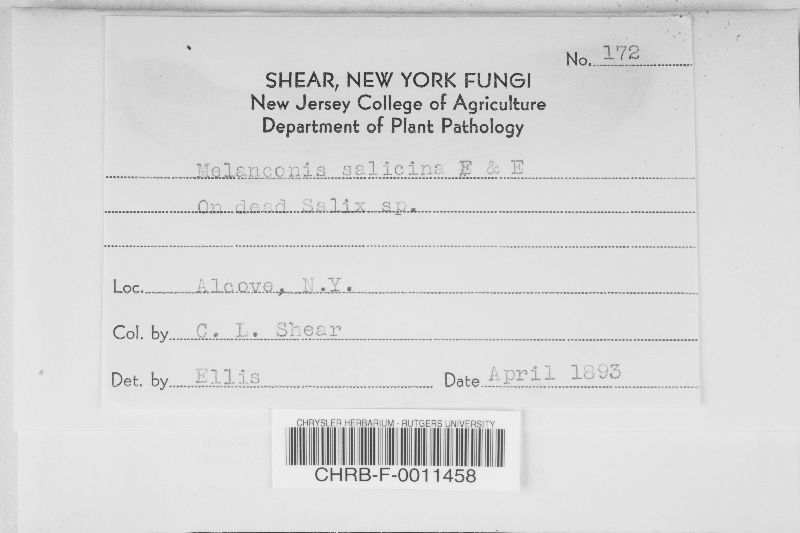 No. 172
SHEAR, NEW YORK FUNGI
New Jersey College of Agriculture
Department of Plant Pathology
Melanconis salicina E & E
On dead Salix sp.
Loc. Alcove, N.Y.
Col. by C. L. Shear
Det. by Ellis Date April 1893
CHRYSLER HERBARIUM - RUTGERS UNIVERSITY
CHRB-F-0011458